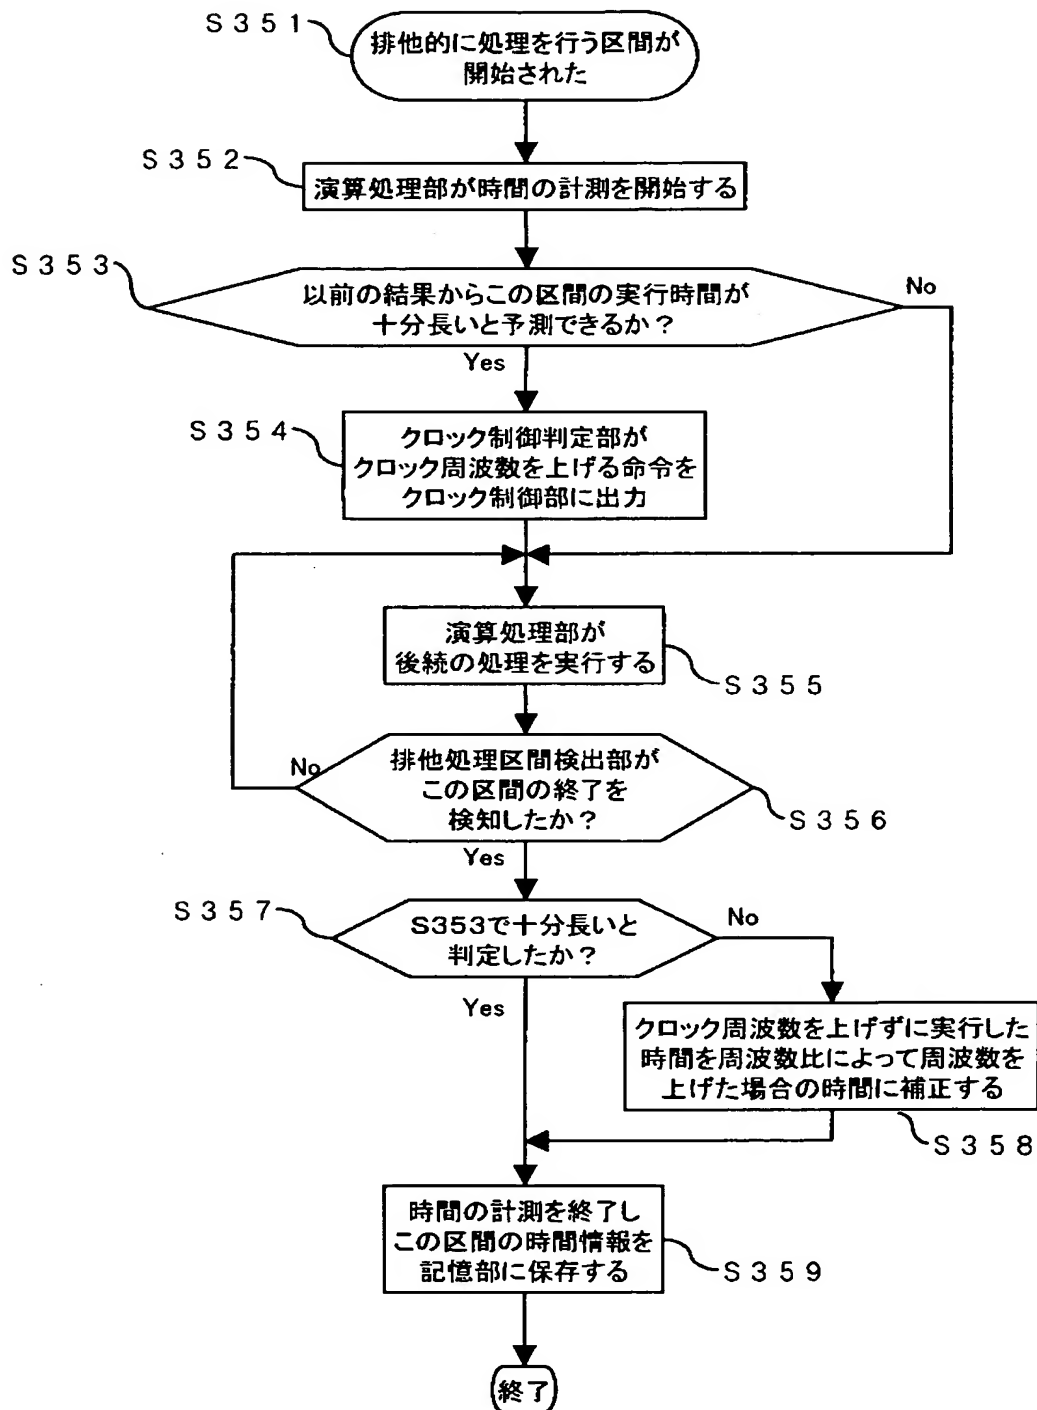 S351
排他的に処理を行う区間が
開始された
S352
演算処理部が時間の計測を開始する
S353
以前の結果からこの区間の実行時間が
十分長いと予測できるか？
No
Yes
S354
クロック制御判定部が
クロック周波数を上げる命令を
クロック制御部に出力
演算処理部が
後続の処理を実行する
S355
排他処理区間検出部が
この区間の終了を
検知したか？
No
S356
Yes
S357
S353で十分長いと
判定したか？
No
Yes
クロック周波数を上げずに実行した
時間を周波数比によって周波数を
上げた場合の時間に補正する
S358
時間の計測を終了し
この区間の時間情報を
記憶部に保存する
S359
終了